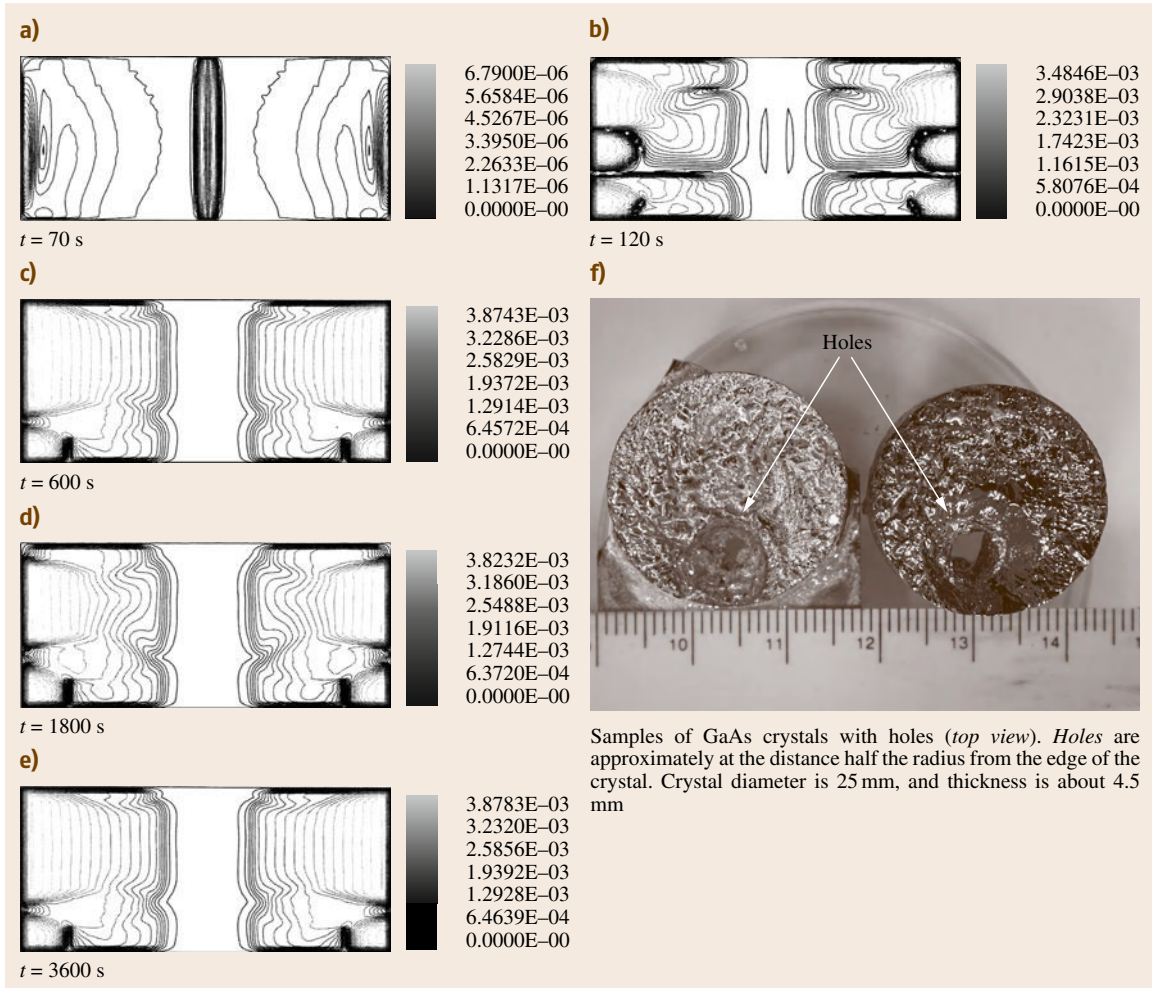 a)
6.7900E–06
5.6584E–06
4.5267E–06
3.3950E–06
2.2633E–06
1.1317E–06
0.0000E–00
t = 70 s
b)
3.4846E–03
2.9038E–03
2.3231E–03
1.7423E–03
1.1615E–03
5.8076E–04
0.0000E–00
t = 120 s
c)
3.8743E–03
3.2286E–03
2.5829E–03
1.9372E–03
1.2914E–03
6.4572E–04
0.0000E–00
t = 600 s
d)
3.8232E–03
3.1860E–03
2.5488E–03
1.9116E–03
1.2744E–03
6.3720E–04
0.0000E–00
t = 1800 s
e)
3.8783E–03
3.2320E–03
2.5856E–03
1.9392E–03
1.2928E–03
6.4639E–04
0.0000E–00
t = 3600 s
f)
Holes
10 11 12 13 14
Samples of GaAs crystals with holes (top view). Holes are
approximately at the distance half the radius from the edge of the
crystal. Crystal diameter is 25 mm, and thickness is about 4.5
mm